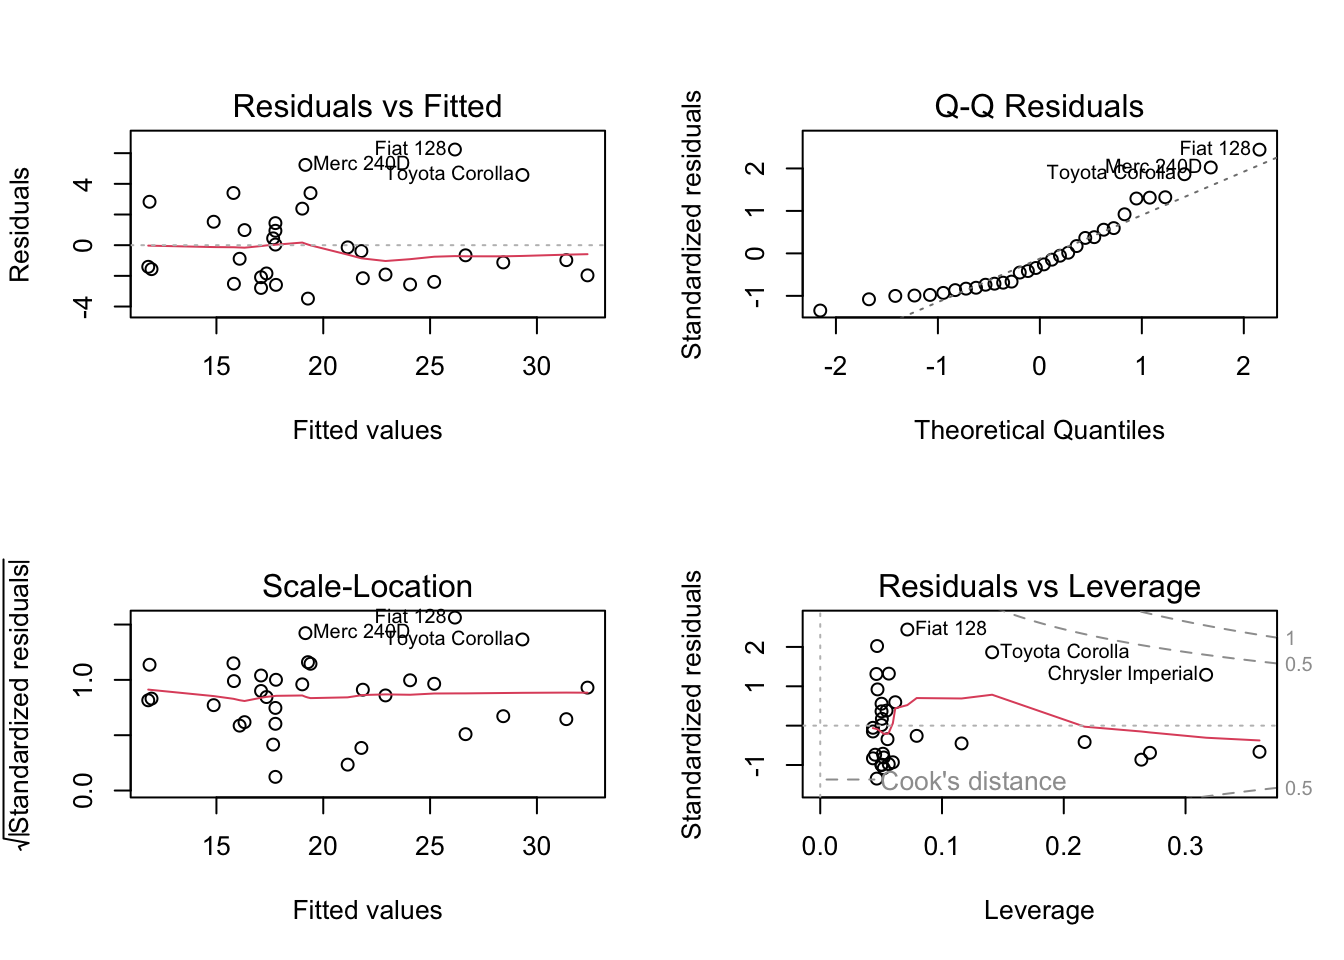 Residuals vs Fitted
Residuals
4
0
-4
Fiat 128
Merc 240D
Toyota Corolla
15 20 25 30
Fitted values
Q-Q Residuals
Standardized residuals
2
1
0
-1
Fiat 128
Merc 240D
Toyota Corolla
-2 -1 0 1 2
Theoretical Quantiles
Scale-Location
√|Standardized residuals|
1.0
0.0
Fiat 128
Merc 240D
Toyota Corolla
15 20 25 30
Fitted values
Residuals vs Leverage
Standardized residuals
2
1
-1
Fiat 128
Toyota Corolla
Chrysler Imperial
Cook's distance
1
0.5
0.5
0.0 0.1 0.2 0.3
Leverage